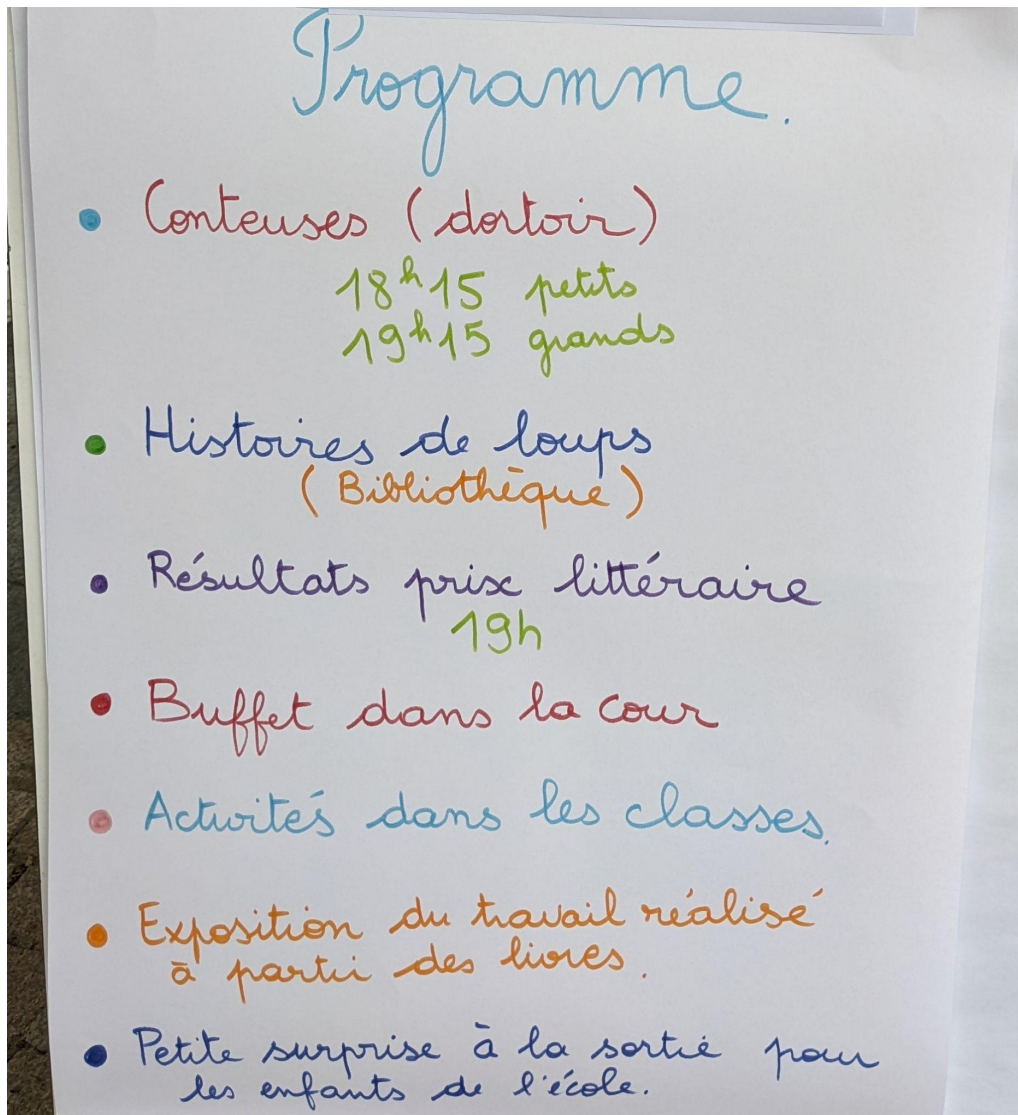 Programme.
• Conteuses (dortoir)
18h15 petits
19h15 grands
• Histoires de loups
(Bibliothèque)
• Résultats prix littéraire
19h
• Buffet dans la cour
• Activités dans les classes.
• Exposition du travail réalisé
à partir des livres.
• Petite surprise à la sortie pour
les enfants de l'école.